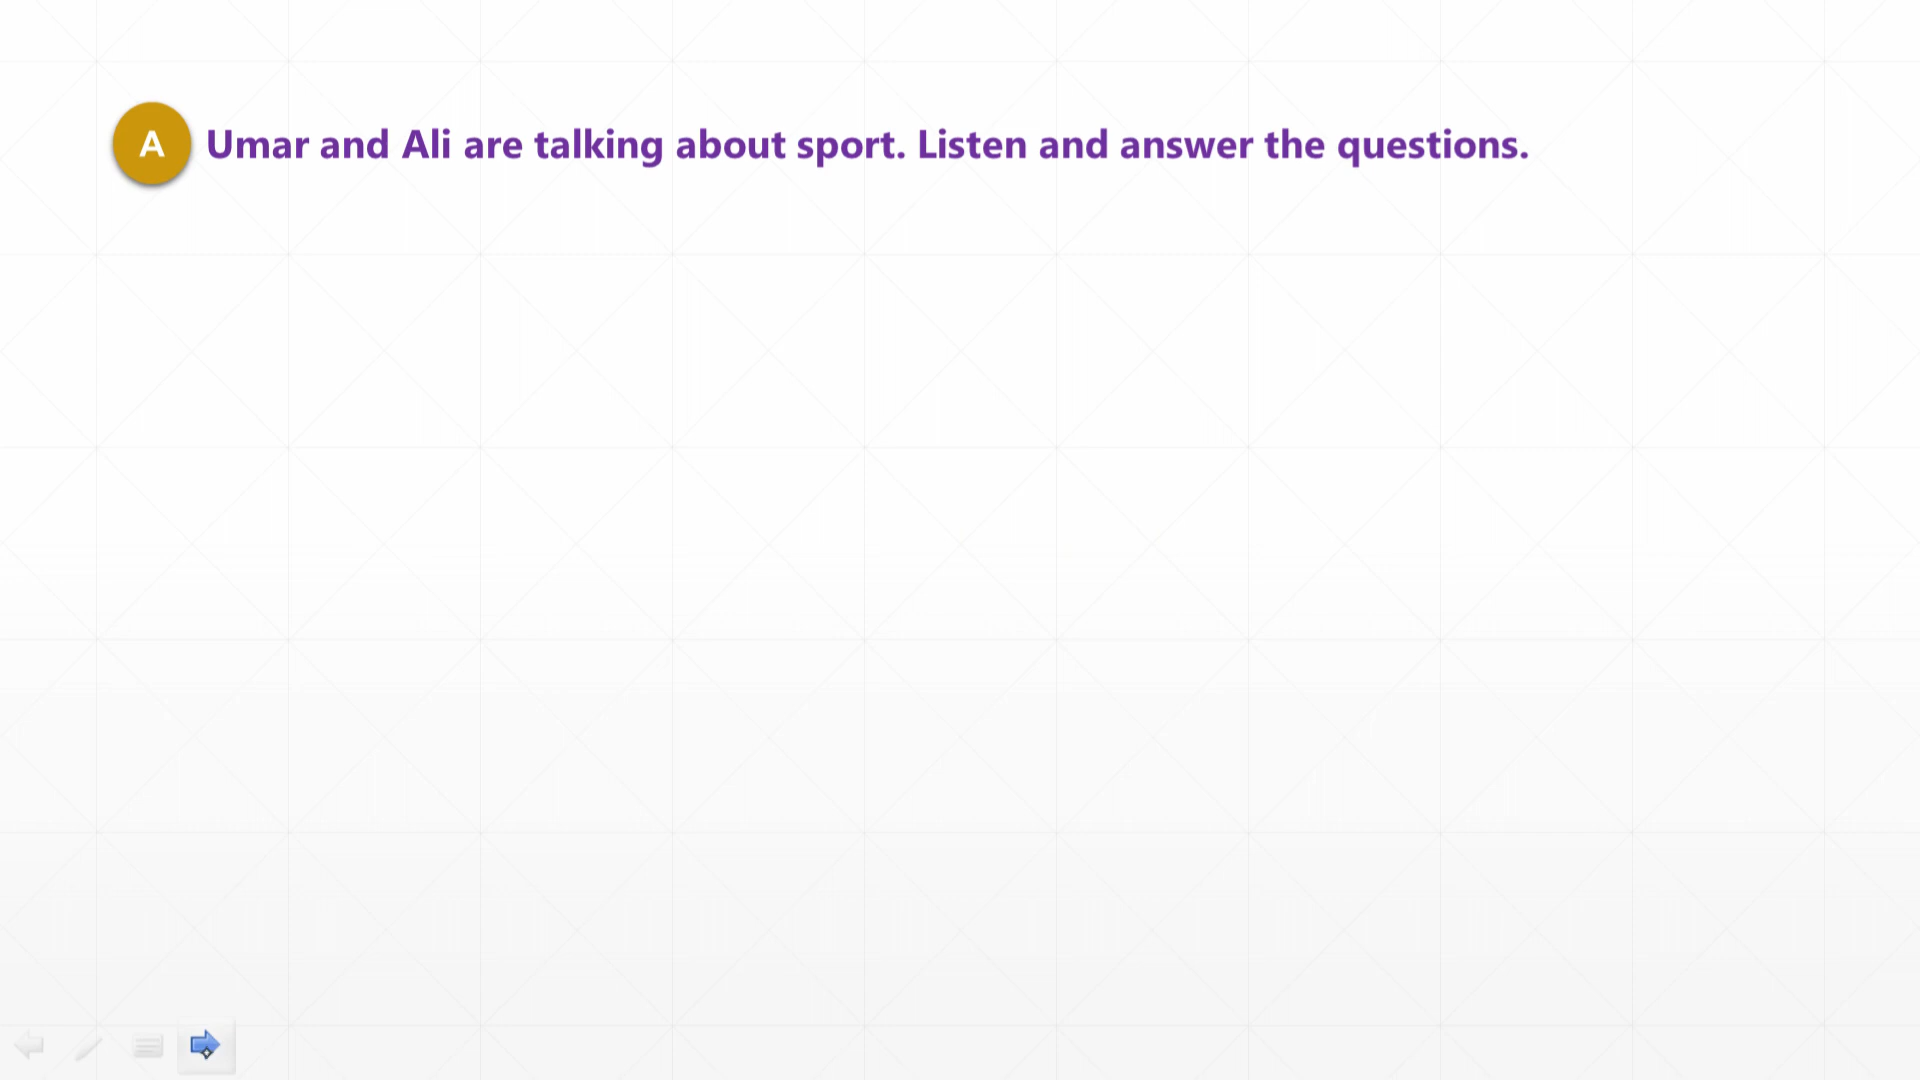 A Umar and Ali are talking about sport. Listen and answer the questions.